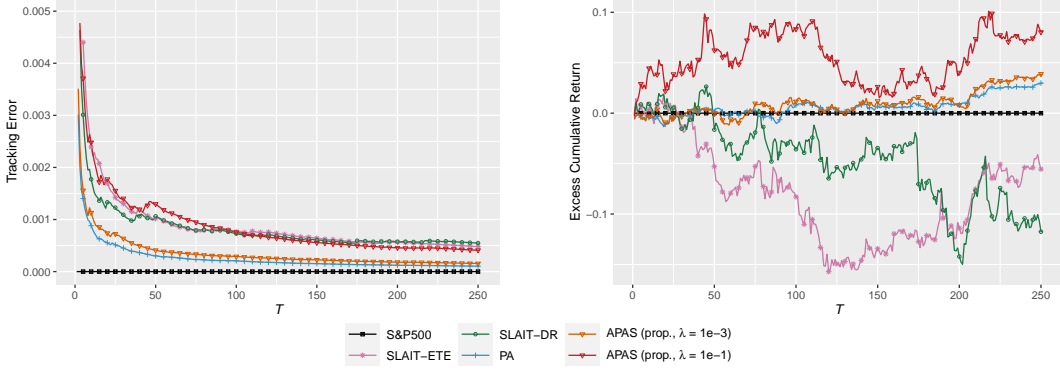 0.005
0.004
0.003
0.002
0.001
0.000
Tracking Error
0 50 100 150 200 250
T
0.1
0.0
−0.1
Excess Cumulative Return
0 50 100 150 200 250
T
S&P500
SLAIT−ETE
SLAIT−DR
PA
APAS (prop., λ = 1e−3)
APAS (prop., λ = 1e−1)